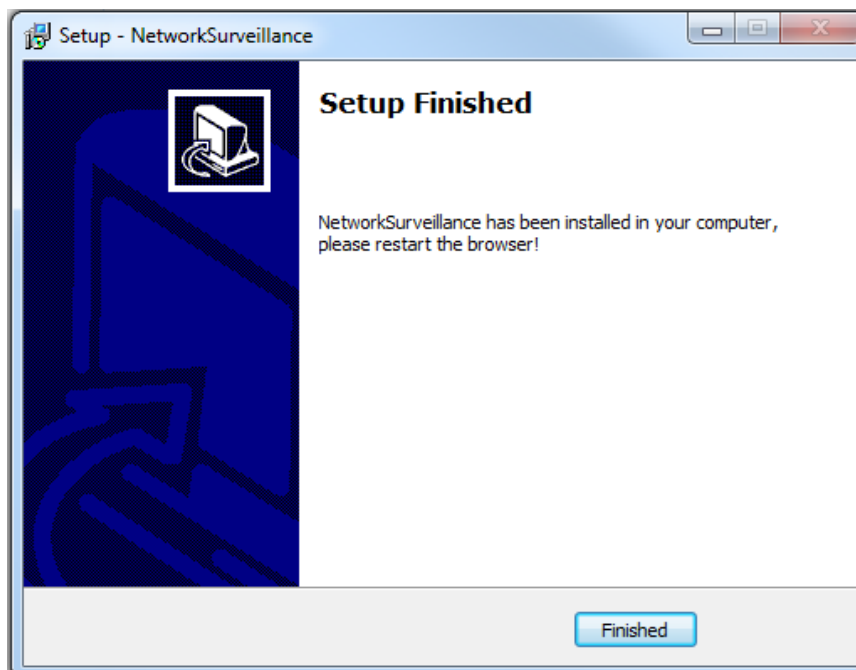 Setup - NetworkSurveillance
Setup Finished
NetworkSurveillance has been installed in your computer,
please restart the browser!
Finished